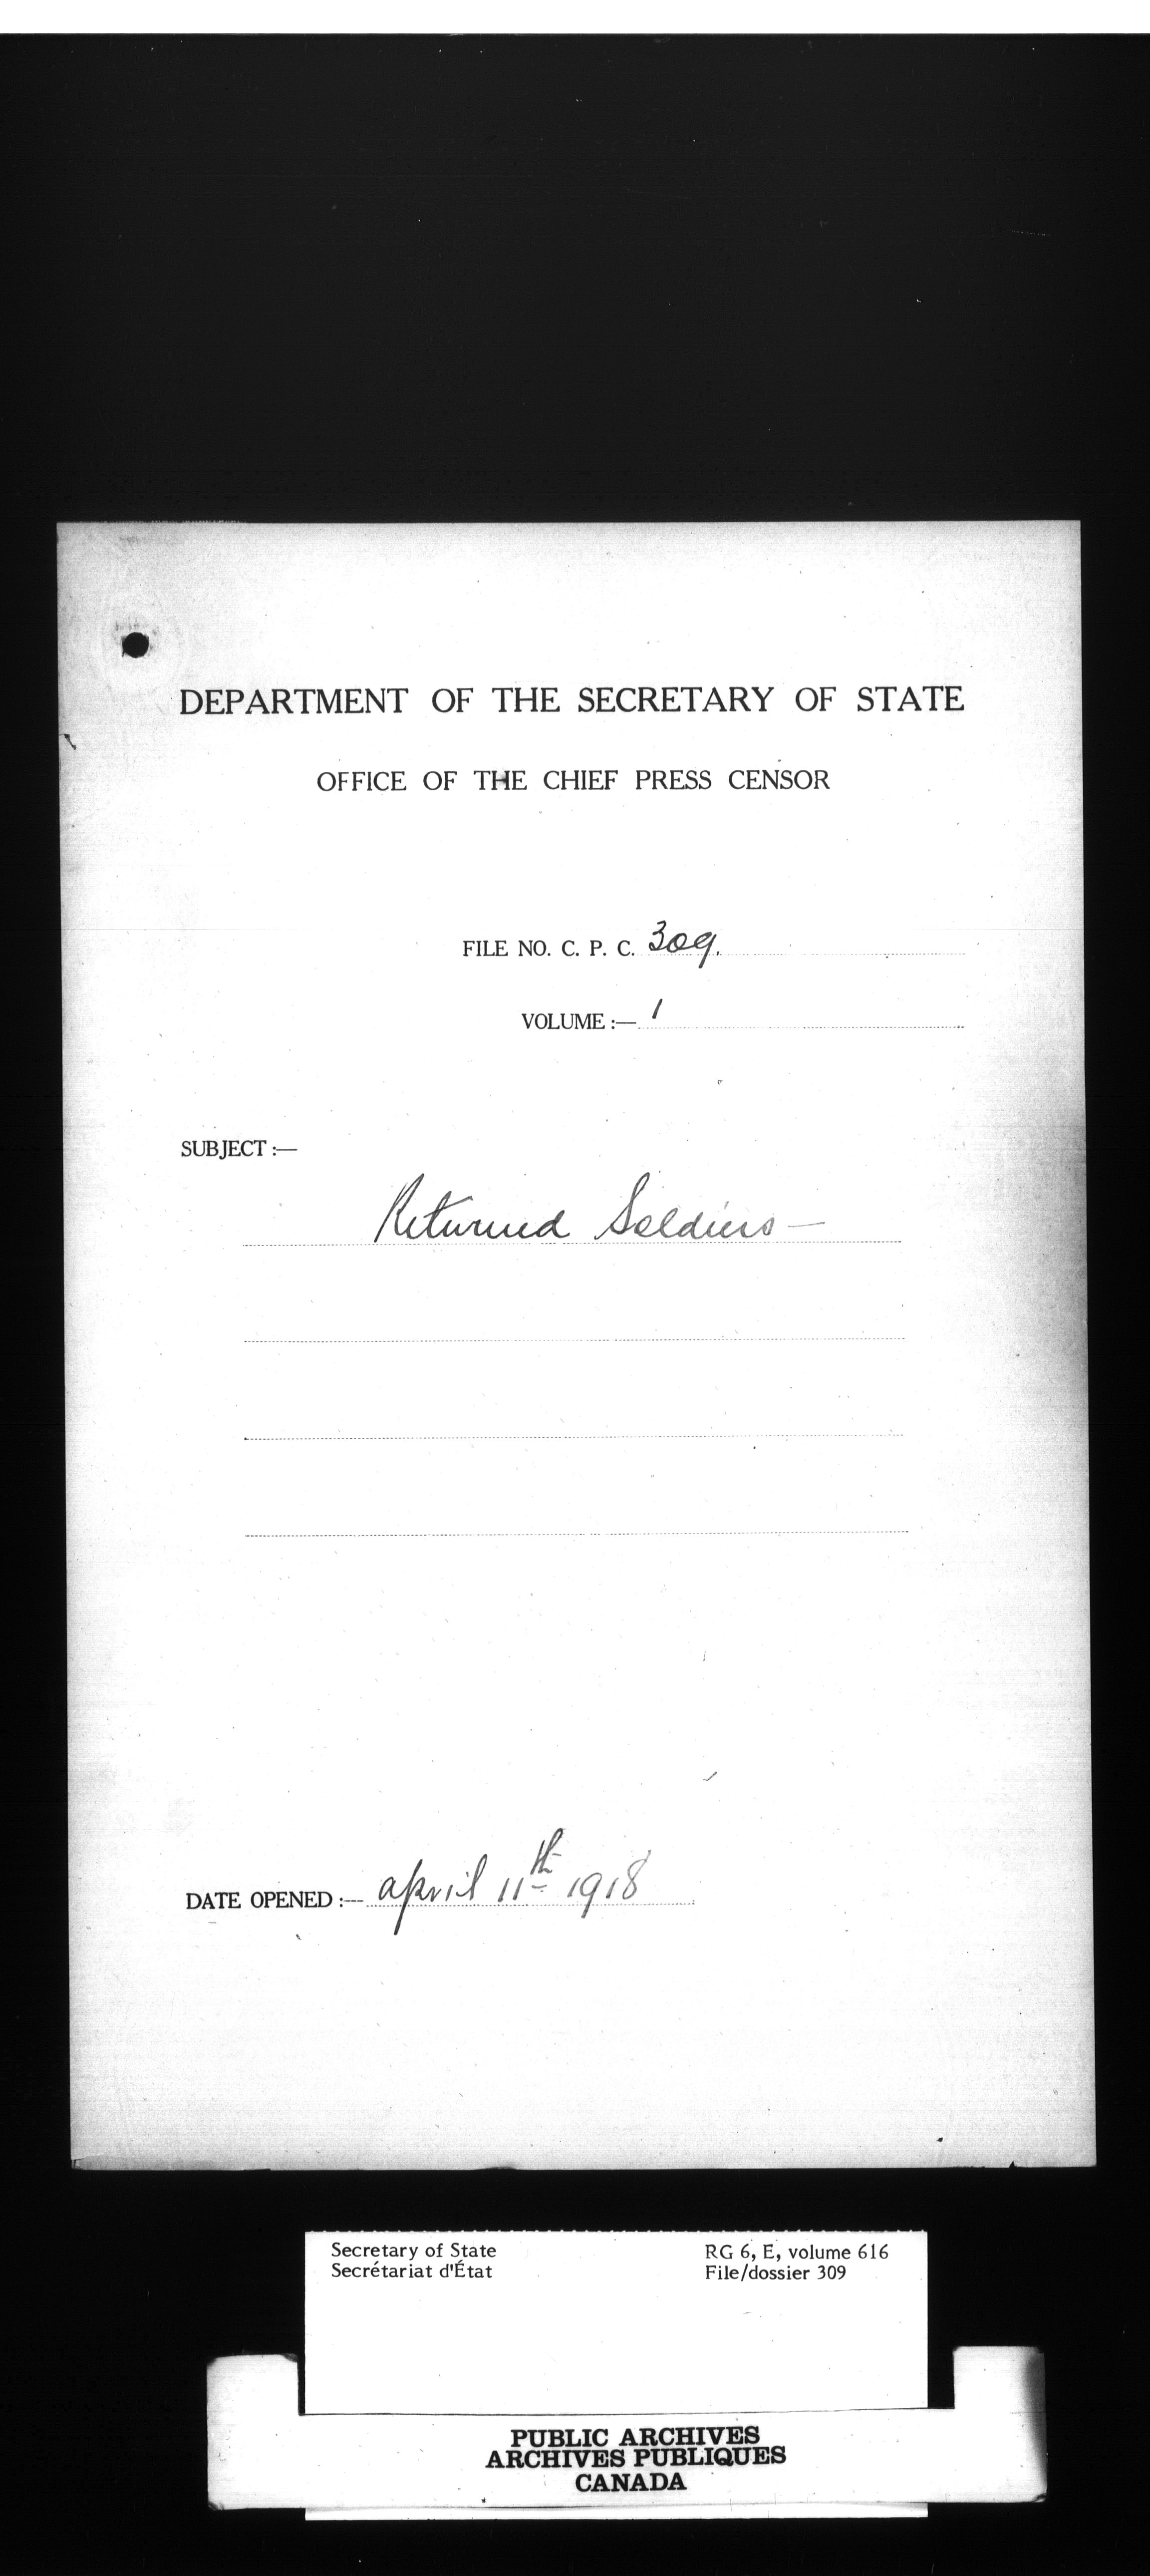 DEPARTMENT OF THE SECRETARY OF STATE
OFFICE OF THE CHIEF PRESS CENSOR
FILE NO. C. P. C. 309.
VOLUME :— 1
SUBJECT :—
Returned Soldiers —
DATE OPENED :— april 11th 1918
Secretary of State
Secrétariat d'État
RG 6, E, volume 616
File/dossier 309
PUBLIC ARCHIVES
ARCHIVES PUBLIQUES
CANADA